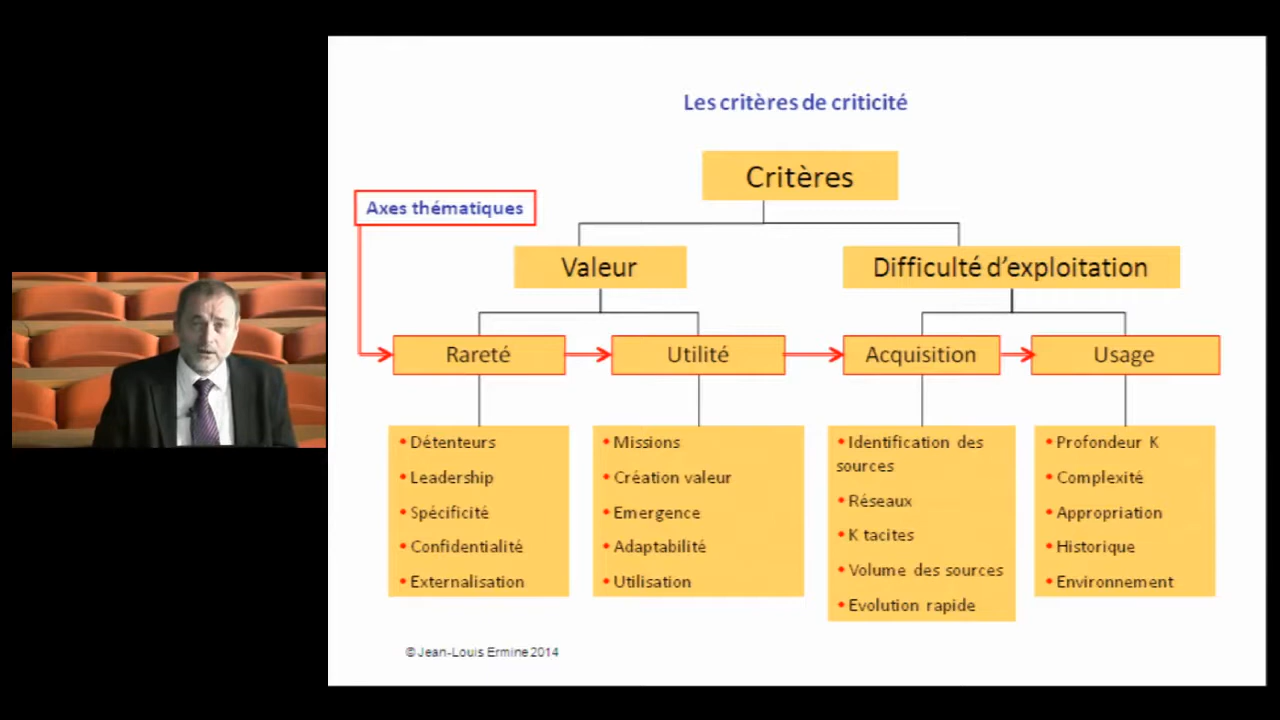 Les critères de criticité
Critères
Axes thématiques
Valeur
Difficulté d'exploitation
Rareté
Utilité
Acquisition
Usage
• Détenteurs
• Leadership
• Spécificité
• Confidentialité
• Externalisation
• Missions
• Création valeur
• Emergence
• Adaptabilité
• Utilisation
• Identification des
sources
• Réseaux
• K tacites
• Volume des sources
• Evolution rapide
• Profondeur K
• Complexité
• Appropriation
• Historique
• Environnement
© Jean-Louis Ermine 2014